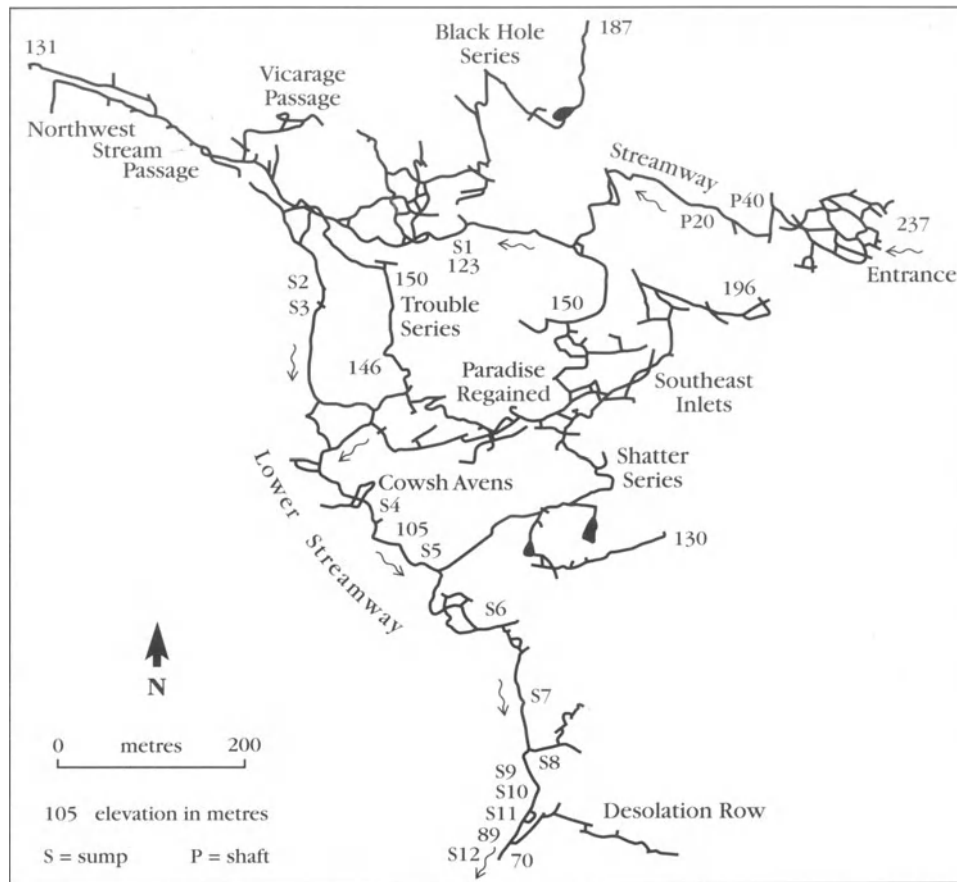 187
131
Black Hole
Series
Vicarage
Passage
Northwest
Stream
Passage
Streamway
P40
P20
237
Entrance
S1
123
S2
S3
150
Trouble
Series
150
196
146
Paradise
Regained
Southeast
Inlets
Shatter
Series
Lower Streamway
Cowsh Avens
S4
105
S5
130
S6
N
S7
0 metres 200
S8
S9
S10
S11
89
S12
70
Desolation Row
105 elevation in metres
S = sump P = shaft